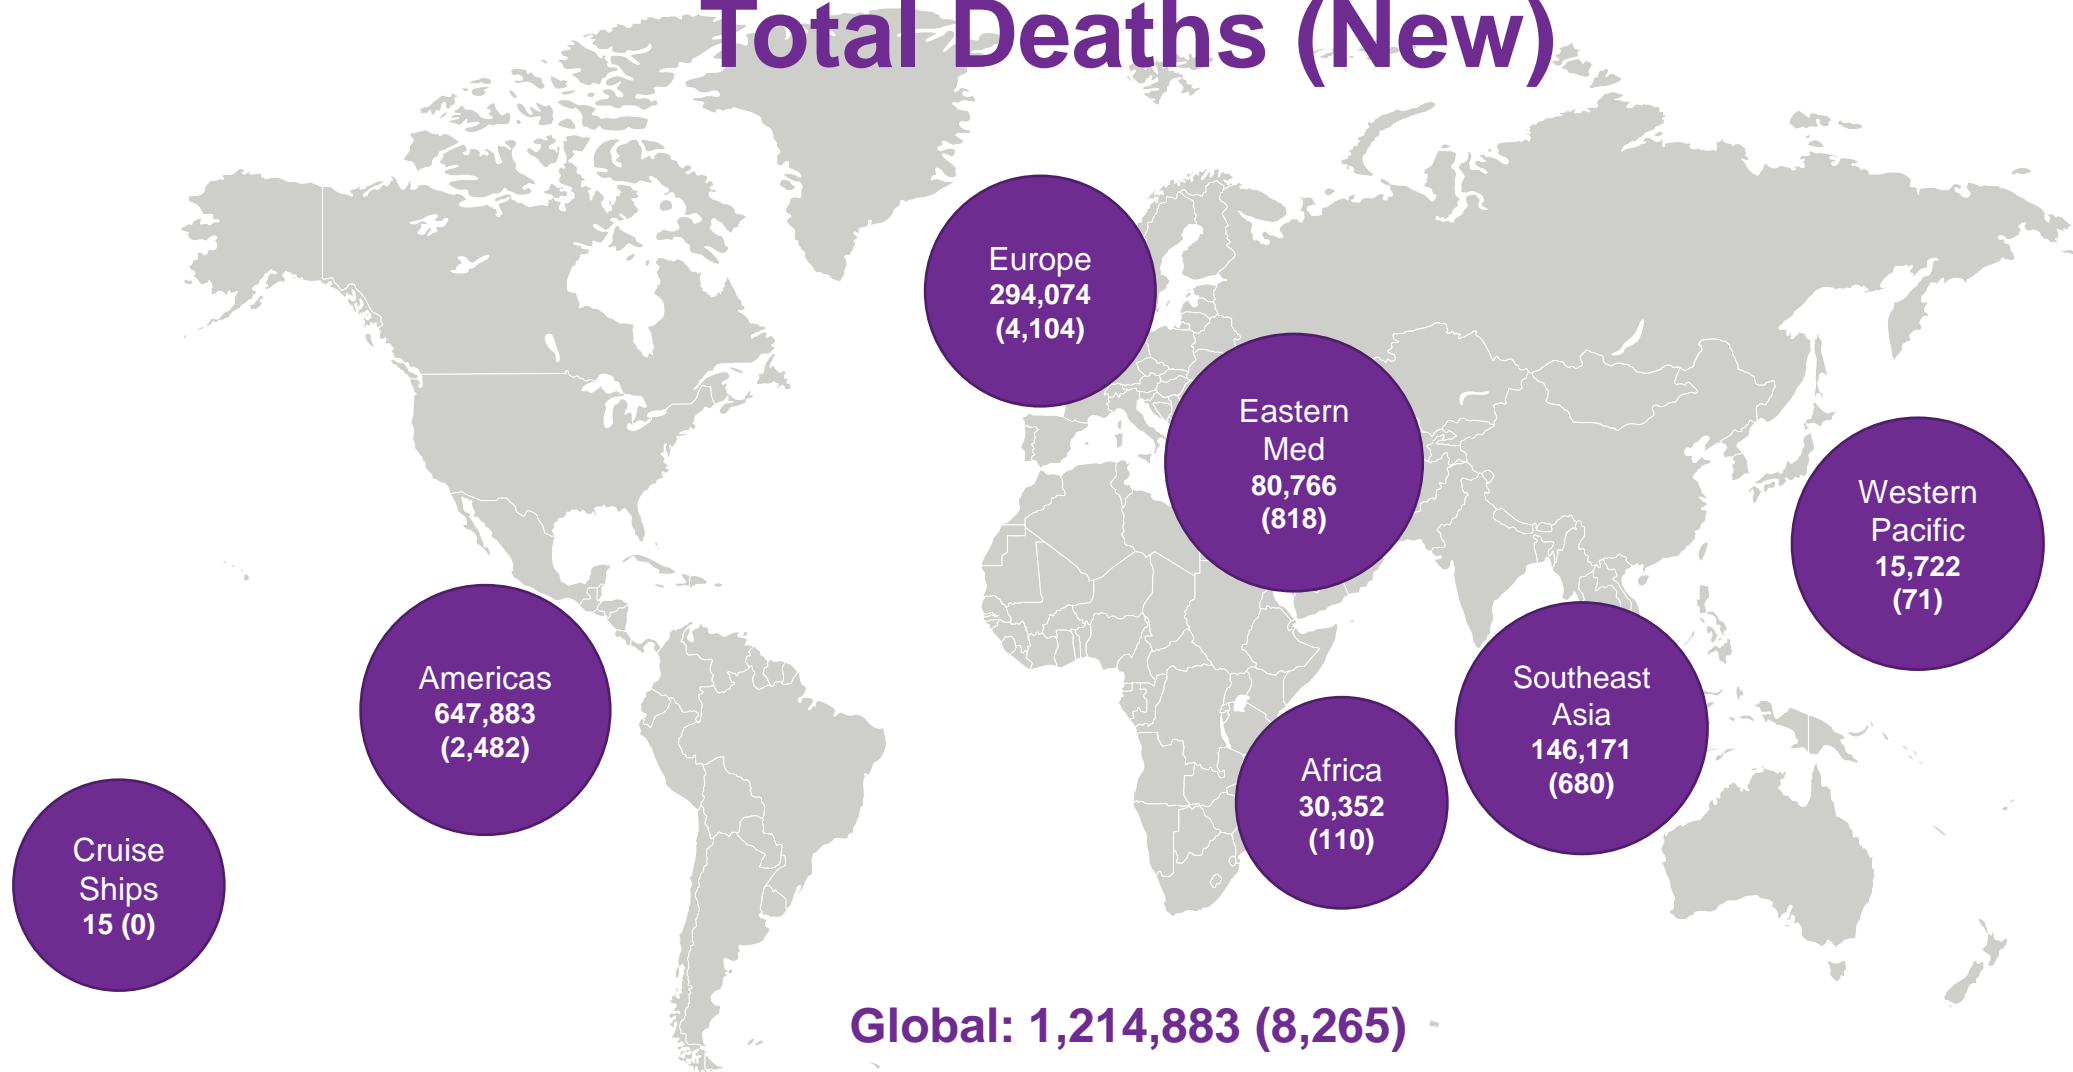 Total Deaths (New)
Europe
294,074
(4,104)
Eastern
Med
80,766
(818)
Western
Pacific
15,722
(71)
Americas
647,883
(2,482)
Southeast
Asia
146,171
(680)
Africa
30,352
(110)
Cruise
Ships
15 (0)
Global: 1,214,883 (8,265)